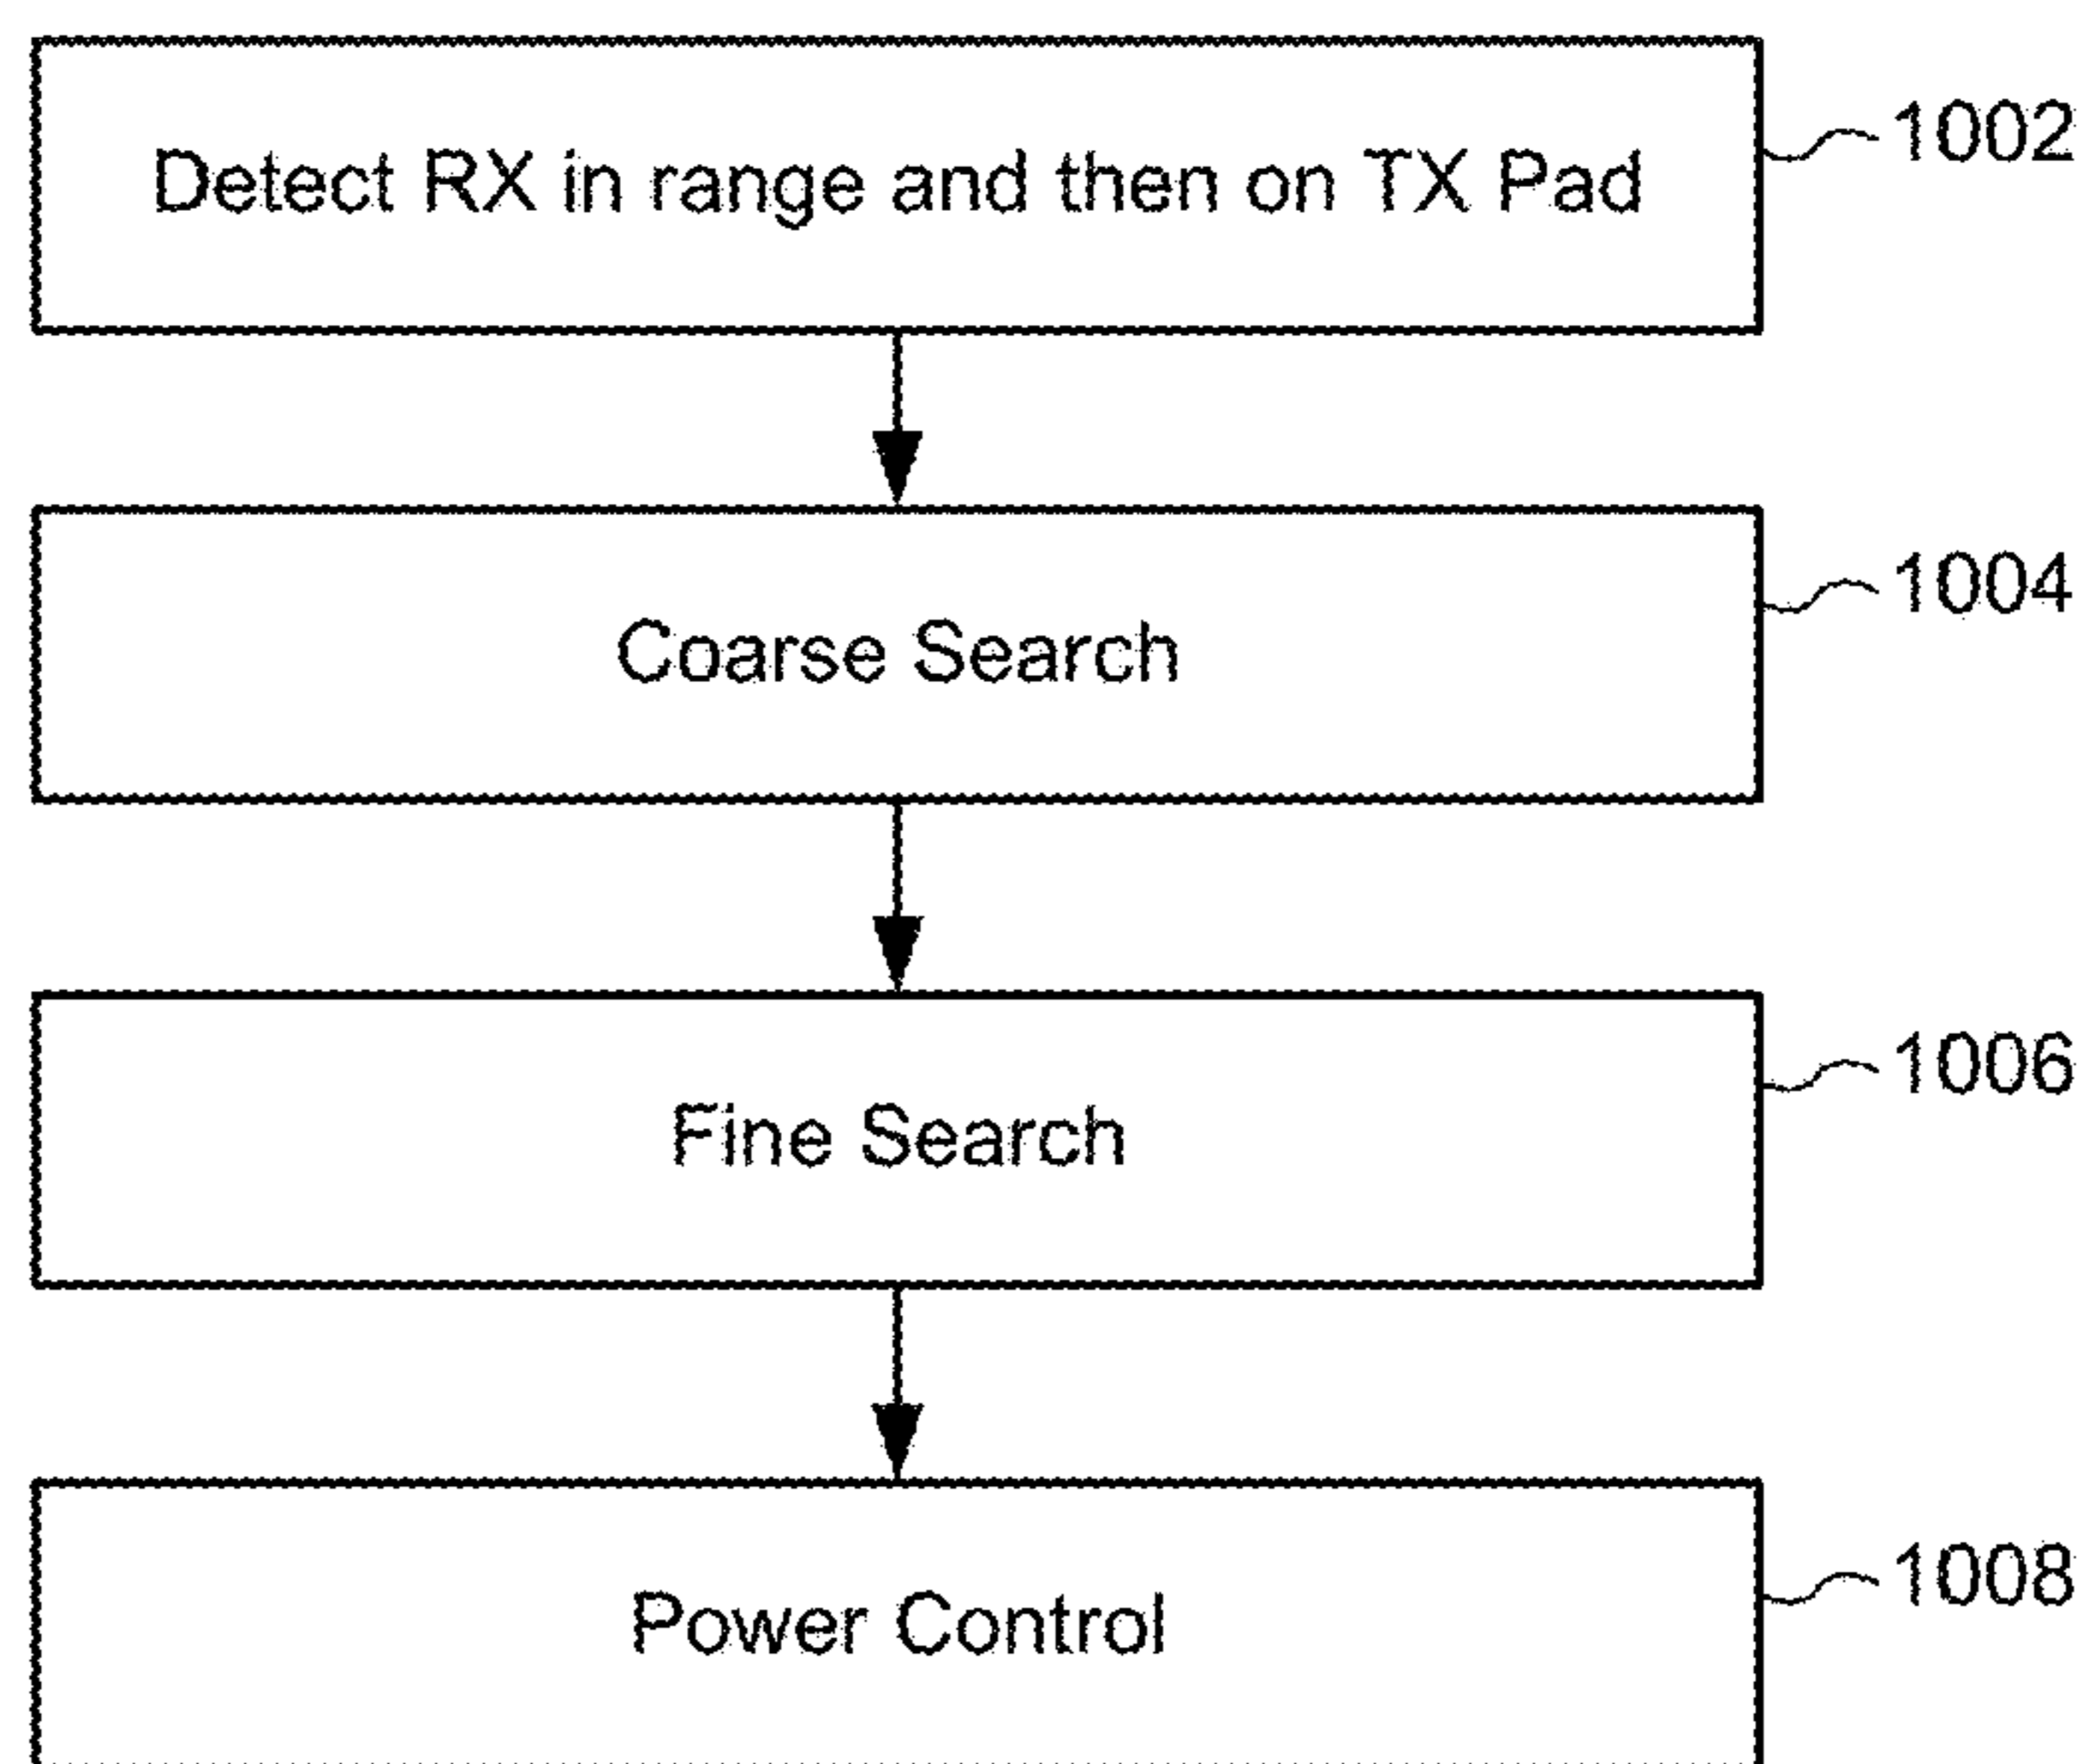 Detect RX in range and then on TX Pad
1002
Coarse Search
1004
Fine Search
1006
Power Control
1008